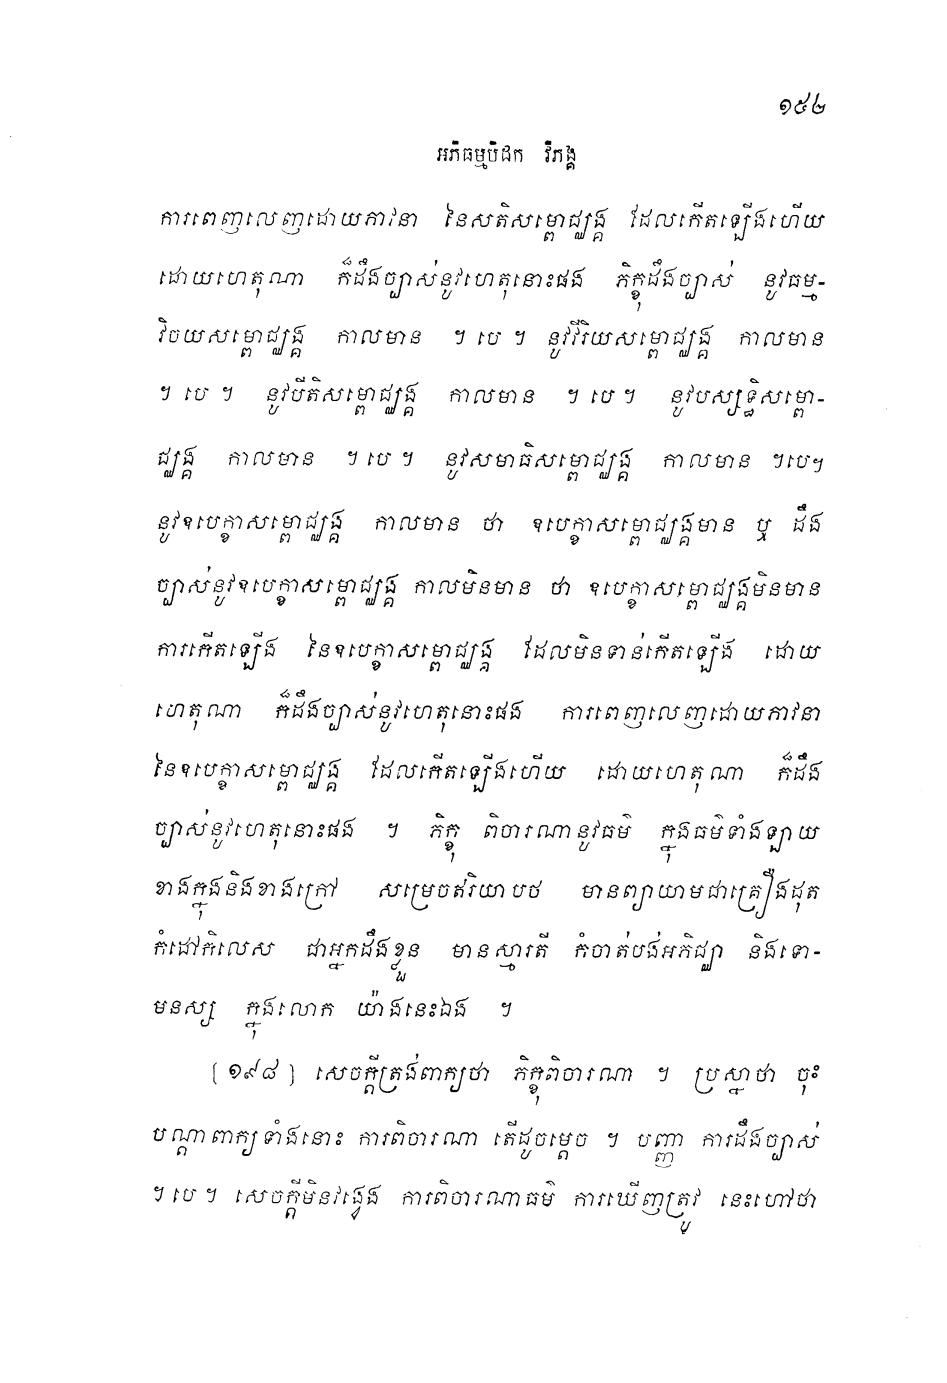 ១៥៤
អភិធម្មបិដក វិភង្គ
ការពេញលេញដោយភាវនា នៃសតិសម្ពោជ្ឈង្គ ដែលកើតឡើងហើយ
ដោយហេតុណា ក៏ដឹងច្បាស់នូវហេតុនោះផង ភិក្ខុដឹងច្បាស់ នូវធម្ម-
វិចយសម្ពោជ្ឈង្គ កាលមាន ។ បេ ។ នូវវីរិយសម្ពោជ្ឈង្គ កាលមាន
។ បេ ។ នូវបីតិសម្ពោជ្ឈង្គ កាលមាន ។ បេ ។ នូវបស្សទ្ធិសម្ពោ-
ជ្ឈង្គ កាលមាន ។ បេ ។ នូវសមាធិសម្ពោជ្ឈង្គ កាលមាន ។បេ។
នូវឧបេក្ខាសម្ពោជ្ឈង្គ កាលមាន ថា ឧបេក្ខាសម្ពោជ្ឈង្គមាន ឬ ដឹង
ច្បាស់នូវឧបេក្ខាសម្ពោជ្ឈង្គ កាលមិនមាន ថា ឧបេក្ខាសម្ពោជ្ឈង្គមិនមាន
ការកើតឡើង នៃឧបេក្ខាសម្ពោជ្ឈង្គ ដែលមិនទាន់កើតឡើង ដោយ
ហេតុណា ក៏ដឹងច្បាស់នូវហេតុនោះផង ការពេញលេញដោយភាវនា
នៃឧបេក្ខាសម្ពោជ្ឈង្គ ដែលកើតឡើងហើយ ដោយហេតុណា ក៏ដឹង
ច្បាស់នូវហេតុនោះផង ។ ភិក្ខុ ពិចារណានូវធម៌ ក្នុងធម៌ទាំងឡាយ
ខាងក្នុងនិងខាងក្រៅ សម្រេចឥរិយាបថ មានព្យាយាមជាគ្រឿងដុត
កំដៅកិលេស ជាអ្នកដឹងខ្លួន មានស្មារតី កំចាត់បង់អភិជ្ឈា និងទោ-
មនស្ស ក្នុងលោក យ៉ាងនេះឯង ។
[១៩៨] សេចក្តីត្រង់ពាក្យថា ភិក្ខុពិចារណា ។ ប្រស្នាថា ចុះ
បណ្តាពាក្យទាំងនោះ ការពិចារណា តើដូចម្តេច ។ បញ្ញា ការដឹងច្បាស់
។ បេ ។ សេចក្តីមិនវង្វេង ការពិចារណាធម៌ ការឃើញត្រូវ នេះហៅថា